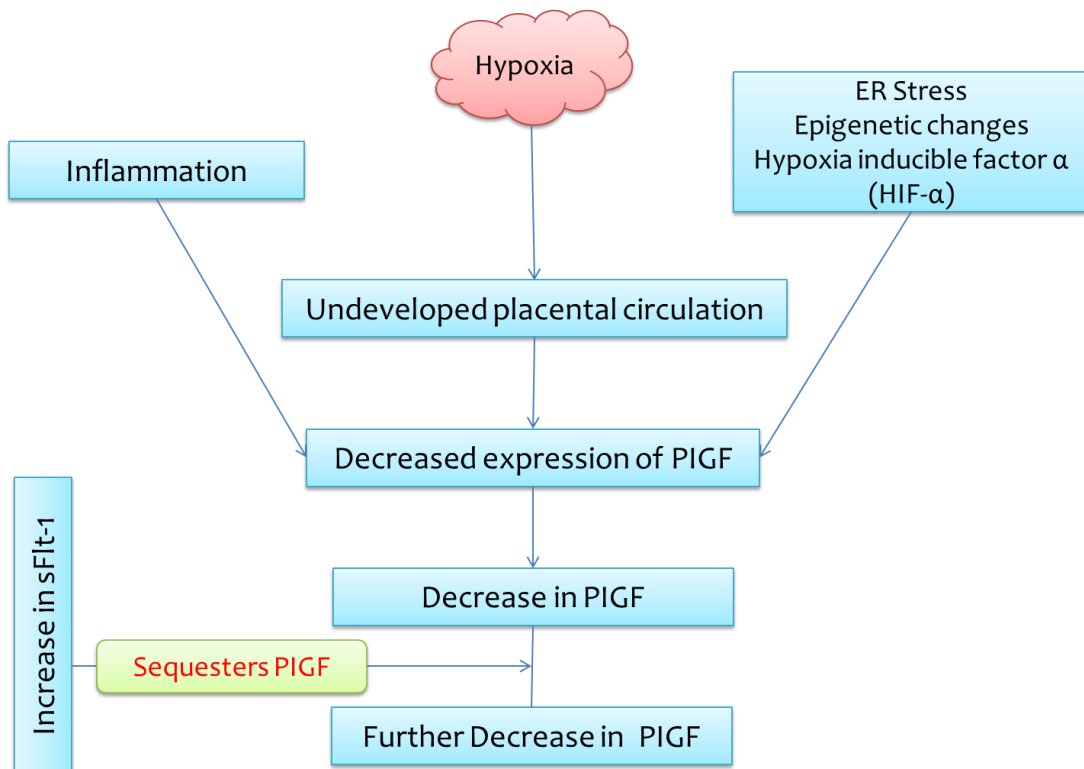 Hypoxia
ER Stress
Epigenetic changes
Hypoxia inducible factor α
(HIF-α)
Inflammation
Undeveloped placental circulation
Decreased expression of PIGF
Increase in sFlt-1
Decrease in PIGF
Sequesters PIGF
Further Decrease in PIGF